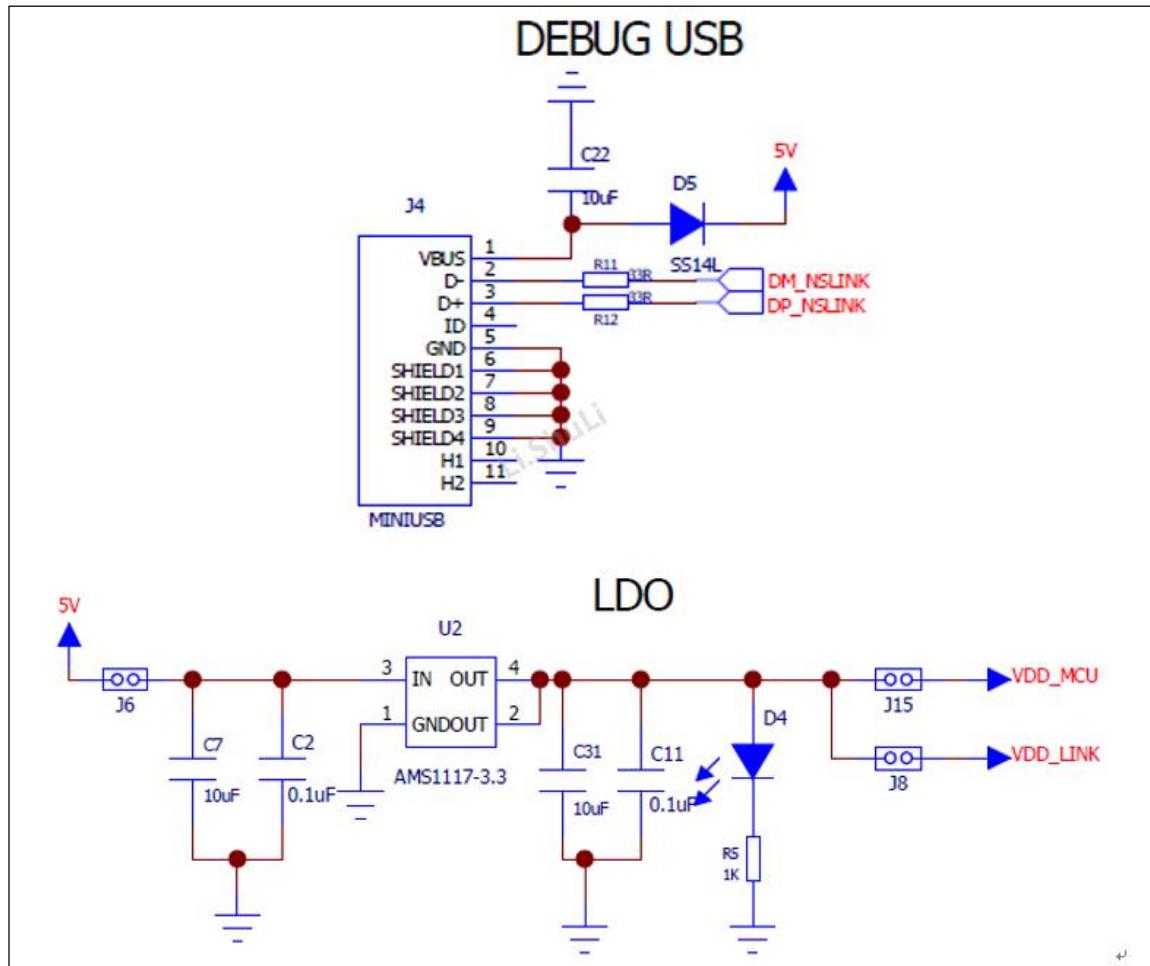 DEBUG USB
C22
10uF
5V
D5
SS14L
J4
VBUS 1
D- 2
D+ 3
ID 4
GND 5
SHIELD1 6
SHIELD2 7
SHIELD3 8
SHIELD4 9
H1 10
H2 11
MINIUSB
R11 33R
DM_NSLINK
33R
R12
DP_NSLINK
Li.ShuLi
LDO
5V
J6
C7
10uF
C2
0.1uF
U2
3 IN OUT 4
1 GNDOUT 2
AMS1117-3.3
C31
10uF
C11
0.1uF
D4
R5
1K
J15
VDD_MCU
J8
VDD_LINK